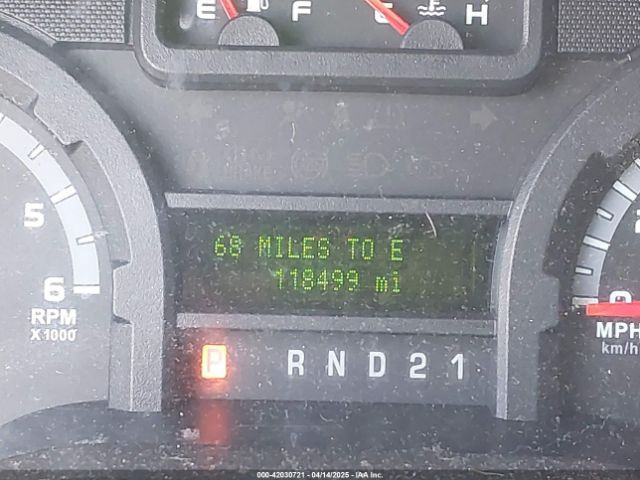 E F C H
68 MILES TO E
118499 mi
5
6
RPM
X1000
P R N D 2 1
0
MPH
km/h
000-42030721 - 04/14/2025 - IAA Inc.